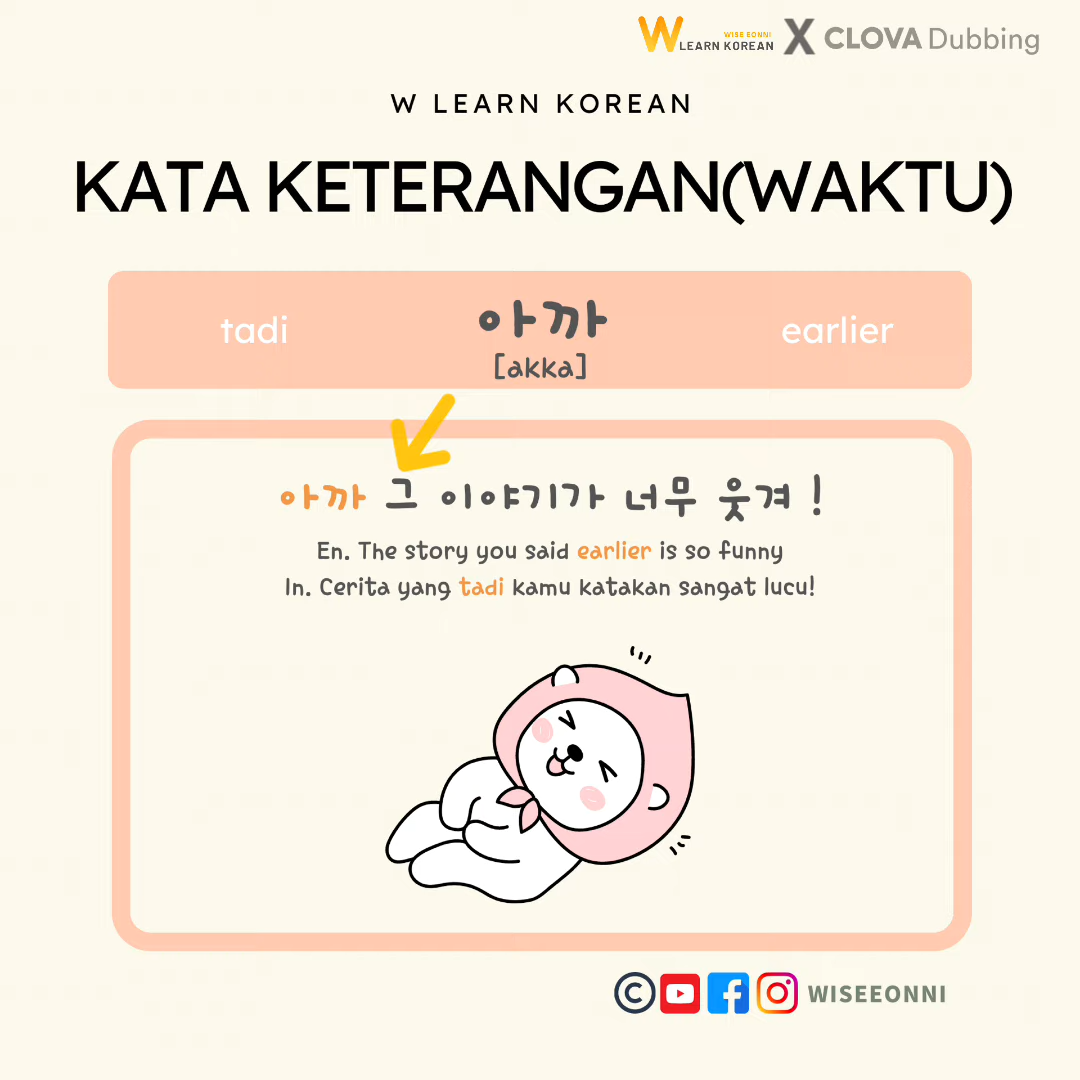 W WISE EONNI LEARN KOREAN X CLOVA Dubbing
W LEARN KOREAN
KATA KETERANGAN(WAKTU)
tadi 아까 earlier
[akka]
아까 그 이야기가 너무 웃겨 !
En. The story you said earlier is so funny
In. Cerita yang tadi kamu katakan sangat lucu!
© WISEEONNI